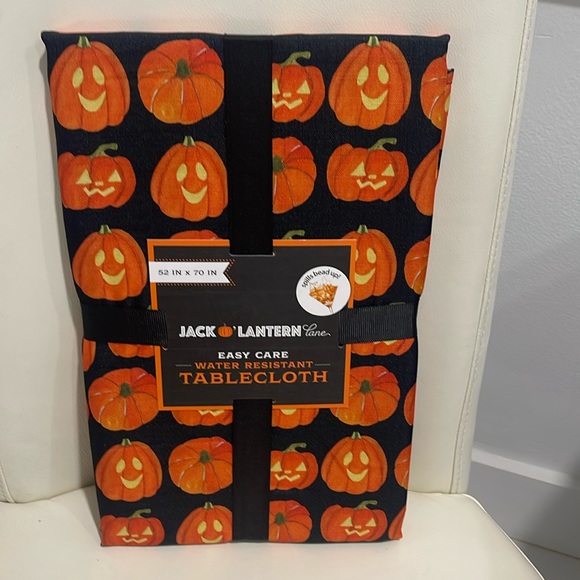 52 IN X 70 IN
spills bead up!
JACK O' LANTERN Lane
EASY CARE
WATER RESISTANT
TABLECLOTH